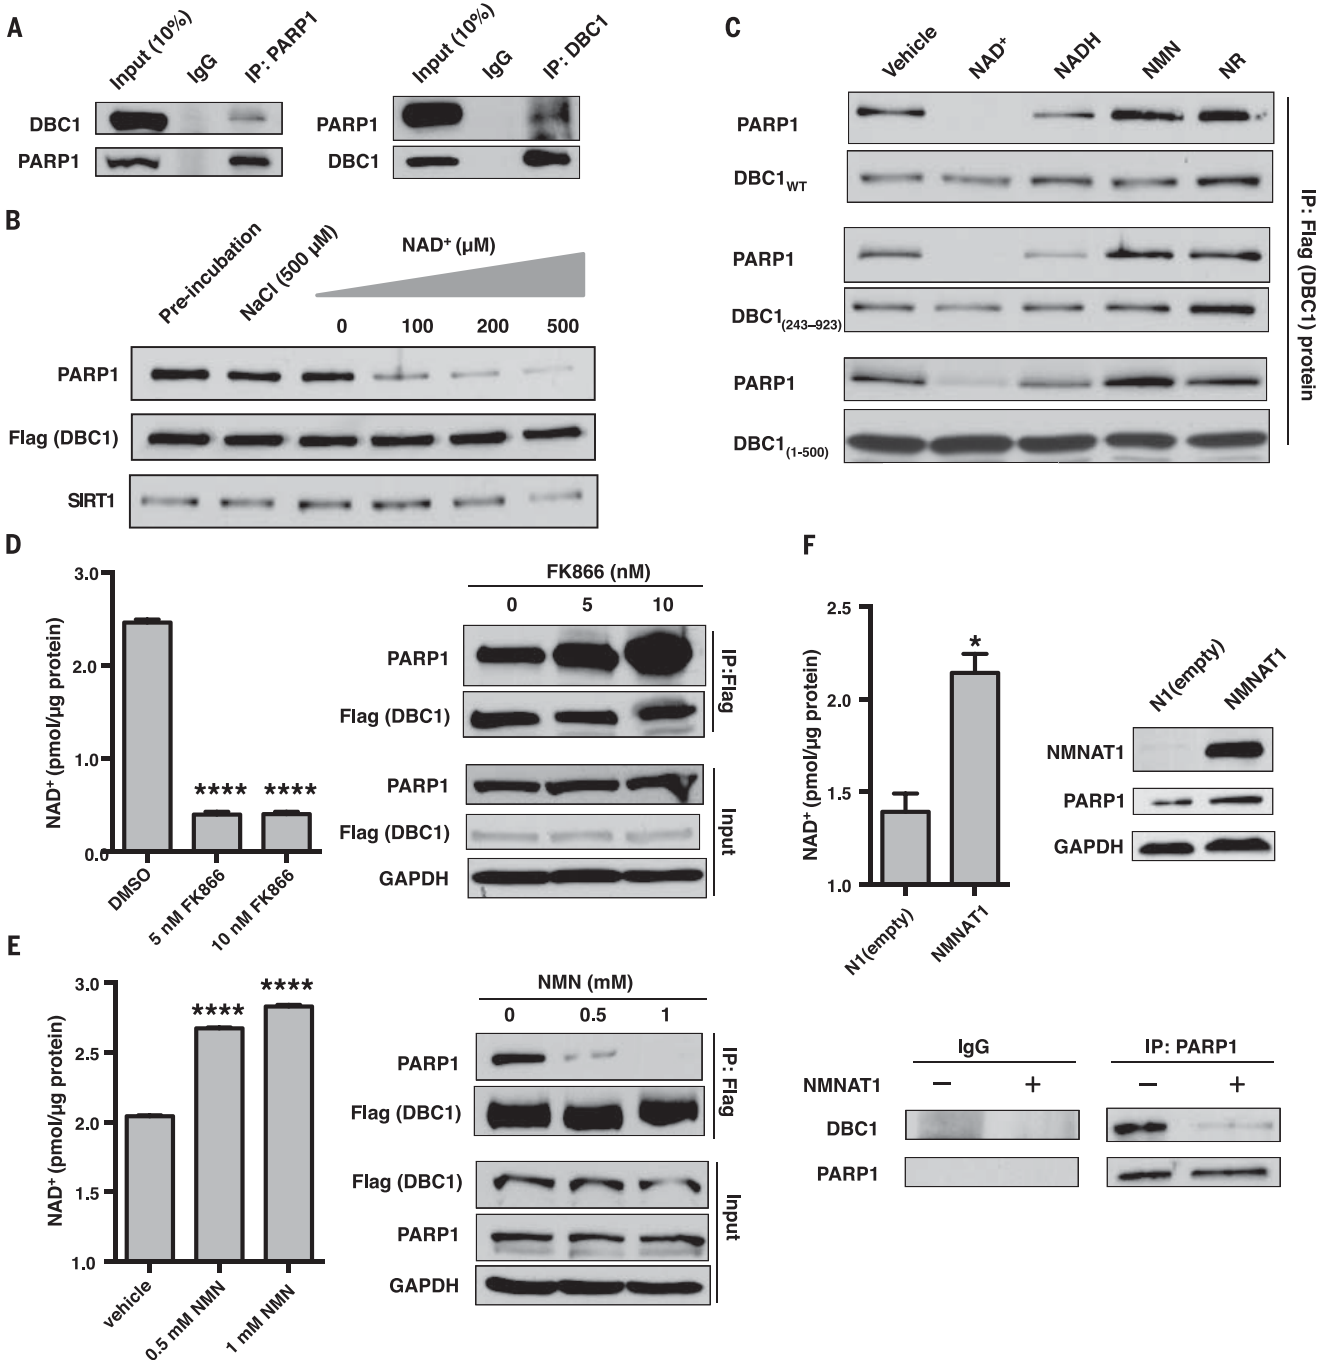 A
Input (10%)
IgG
IP: PARP1
DBC1
PARP1
Input (10%)
IgG
IP: DBC1
PARP1
DBC1
B
Pre-incubation
NaCl (500 µM)
NAD⁺ (µM)
0 100 200 500
PARP1
Flag (DBC1)
SIRT1
C
Vehicle
NAD⁺
NADH
NMN
NR
PARP1
DBC1WT
PARP1
DBC1(243–923)
PARP1
DBC1(1-500)
IP: Flag (DBC1) protein
D
NAD⁺ (pmol/µg protein)
3.0
2.0
1.0
0.0
**** ****
DMSO
5 nM FK866
10 nM FK866
FK866 (nM)
0 5 10
PARP1
Flag (DBC1)
IP:Flag
PARP1
Flag (DBC1)
GAPDH
Input
E
NAD⁺ (pmol/µg protein)
3.0
2.5
2.0
1.5
1.0
****
****
vehicle
0.5 mM NMN
1 mM NMN
NMN (mM)
0 0.5 1
PARP1
Flag (DBC1)
IP: Flag
Flag (DBC1)
PARP1
GAPDH
Input
F
NAD⁺ (pmol/µg protein)
2.5
2.0
1.5
1.0
*
N1(empty)
NMNAT1
N1(empty)
NMNAT1
NMNAT1
PARP1
GAPDH
IgG IP: PARP1
NMNAT1 − + − +
DBC1
PARP1